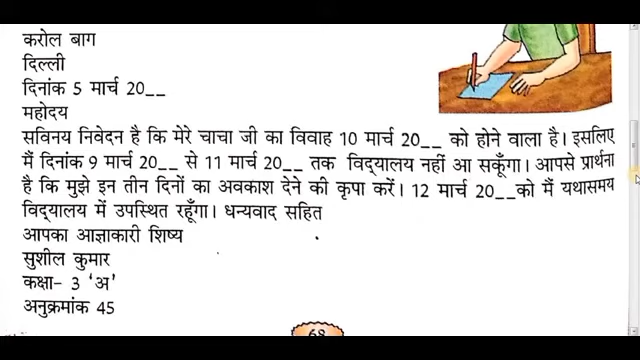 करोल बाग
दिल्ली
दिनांक 5 मार्च 20__
महोदय
सविनय निवेदन है कि मेरे चाचा जी का विवाह 10 मार्च 20__ को होने वाला है। इसलिए
मैं दिनांक 9 मार्च 20__ से 11 मार्च 20__ तक विद्यालय नहीं आ सकूँगा। आपसे प्रार्थना
है कि मुझे इन तीन दिनों का अवकाश देने की कृपा करें। 12 मार्च 20__को मैं यथासमय
विद्यालय में उपस्थित रहूँगा। धन्यवाद सहित
आपका आज्ञाकारी शिष्य
सुशील कुमार
कक्षा- 3 ‘अ’
अनुक्रमांक 45
68